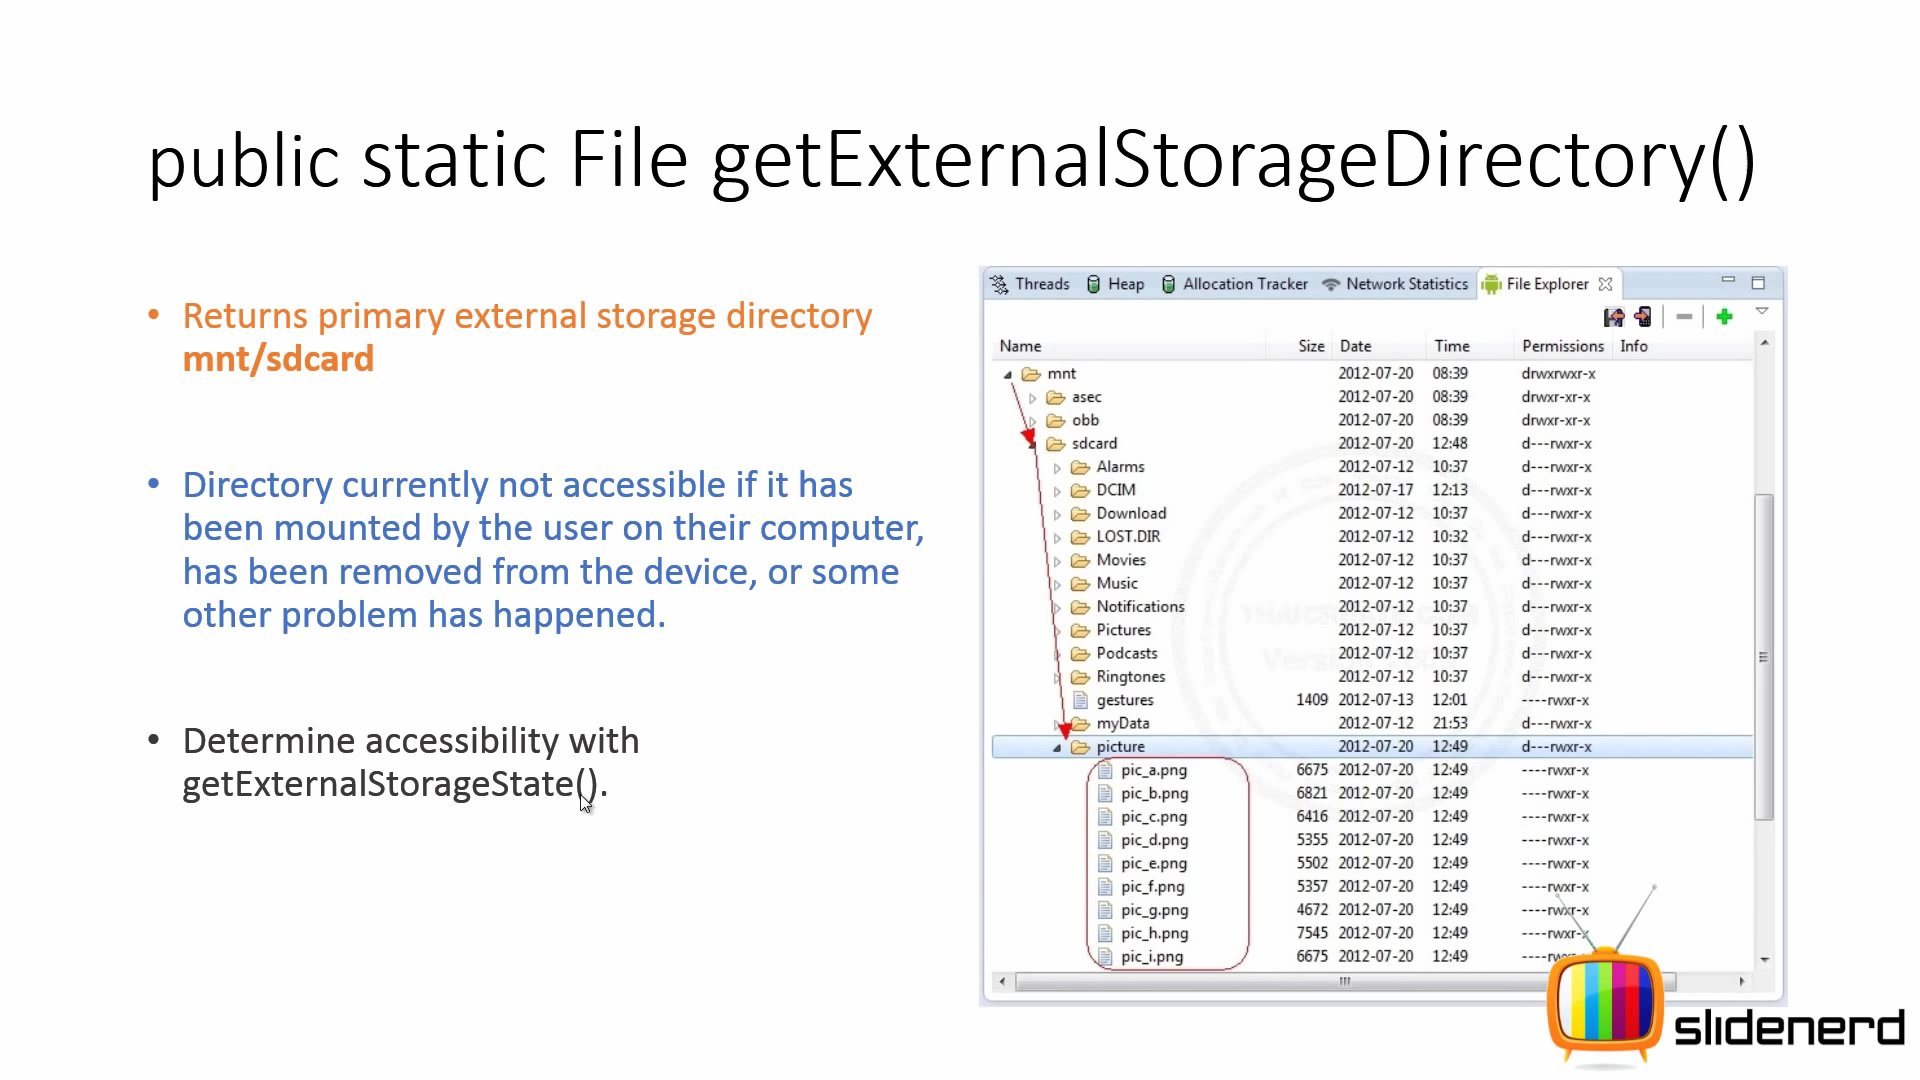 public static File getExternalStorageDirectory()
• Returns primary external storage directory
mnt/sdcard
• Directory currently not accessible if it has
been mounted by the user on their computer,
has been removed from the device, or some
other problem has happened.
• Determine accessibility with
getExternalStorageState().
Threads Heap Allocation Tracker Network Statistics File Explorer
Name Size Date Time Permissions Info
mnt 2012-07-20 08:39 drwxrwxr-x
asec 2012-07-20 08:39 drwxr-xr-x
obb 2012-07-20 08:39 drwxr-xr-x
sdcard 2012-07-20 12:48 d---rwxr-x
Alarms 2012-07-12 10:37 d---rwxr-x
DCIM 2012-07-17 12:13 d---rwxr-x
Download 2012-07-12 10:37 d---rwxr-x
LOST.DIR 2012-07-12 10:32 d---rwxr-x
Movies 2012-07-12 10:37 d---rwxr-x
Music 2012-07-12 10:37 d---rwxr-x
Notifications 2012-07-12 10:37 d---rwxr-x
Pictures 2012-07-12 10:37 d---rwxr-x
Podcasts 2012-07-12 10:37 d---rwxr-x
Ringtones 2012-07-12 10:37 d---rwxr-x
gestures 1409 2012-07-13 12:01 ----rwxr-x
myData 2012-07-12 21:53 d---rwxr-x
picture 2012-07-20 12:49 d---rwxr-x
pic_a.png 6675 2012-07-20 12:49 ----rwxr-x
pic_b.png 6821 2012-07-20 12:49 ----rwxr-x
pic_c.png 6416 2012-07-20 12:49 ----rwxr-x
pic_d.png 5355 2012-07-20 12:49 ----rwxr-x
pic_e.png 5502 2012-07-20 12:49 ----rwxr-x
pic_f.png 5357 2012-07-20 12:49 ----rwxr-x
pic_g.png 4672 2012-07-20 12:49 ----rwxr-x
pic_h.png 7545 2012-07-20 12:49 ----rwxr-x
pic_i.png 6675 2012-07-20 12:49
slidenerd